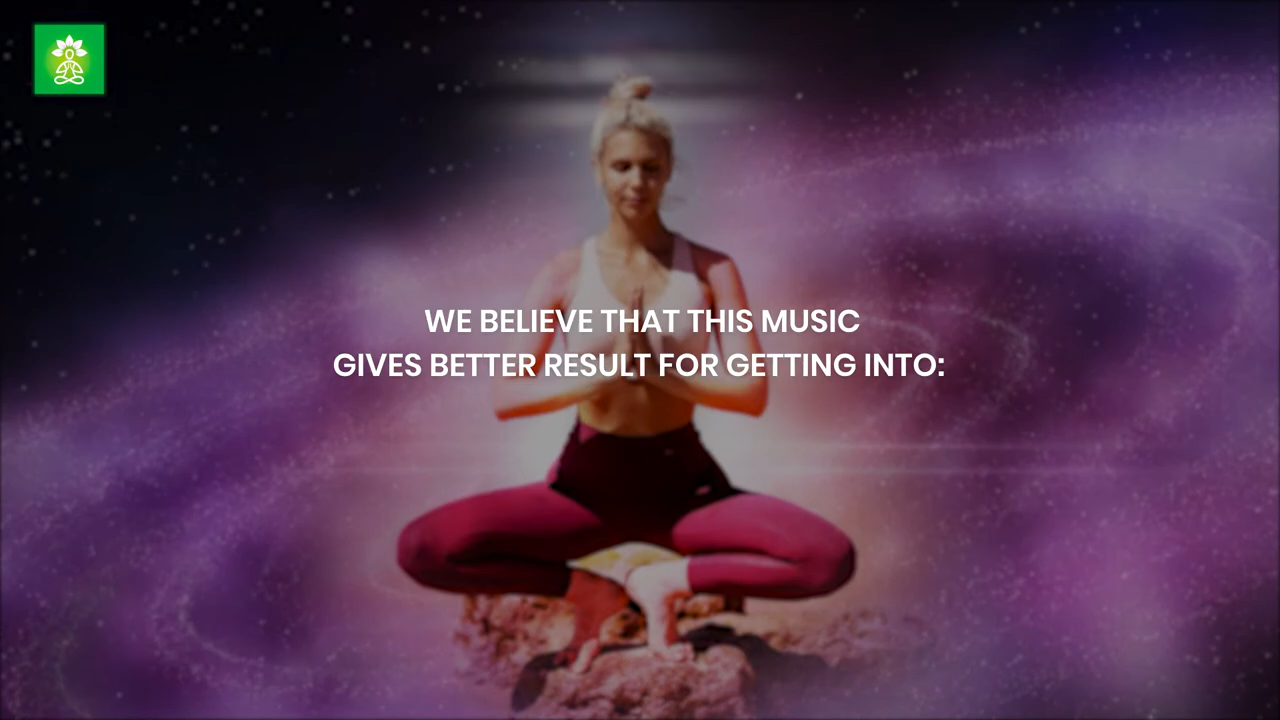 WE BELIEVE THAT THIS MUSIC
GIVES BETTER RESULT FOR GETTING INTO: